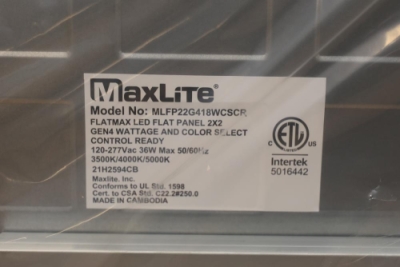 MAXLITE®
Model No: MLFP22G418WCSCR
FLATMAX LED FLAT PANEL 2X2
GEN4 WATTAGE AND COLOR SELECT
CONTROL READY
120-277Vac 36W Max 50/60Hz
3500K/4000K/5000K
21H2594CB
Maxlite. Inc.
Conforms to UL Std. 1598
Cert. to CSA Std. C22.2#250.0
MADE IN CAMBODIA
ETL
C US
Intertek
5016442